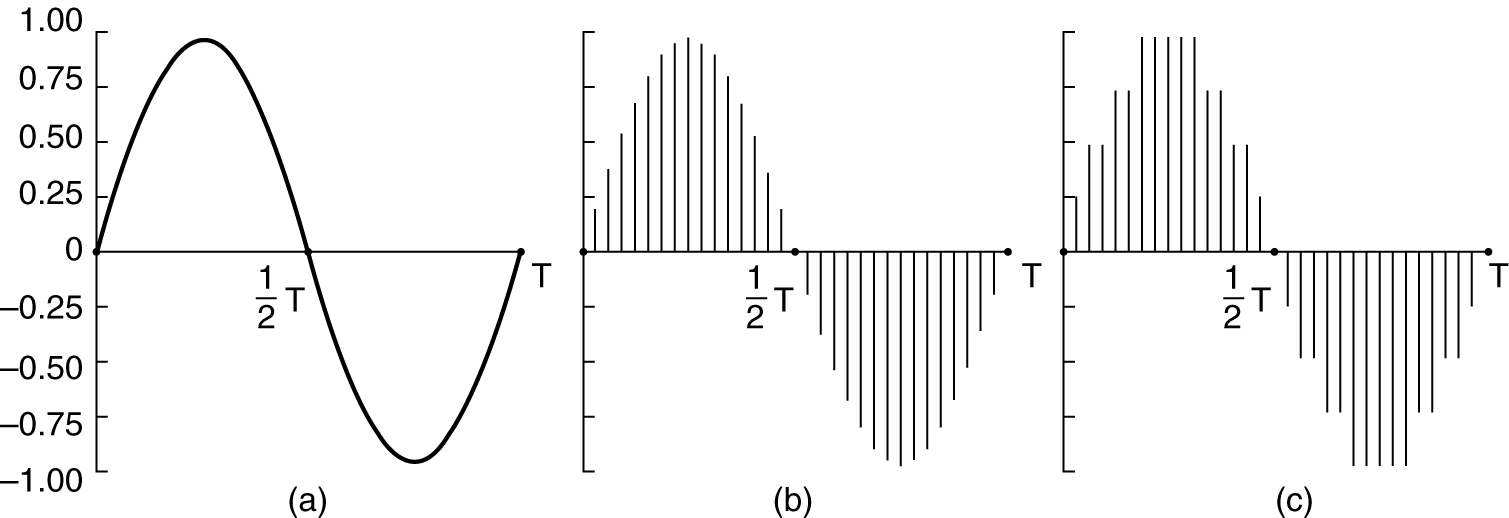 1.00
0.75
0.50
0.25
0
–0.25
–0.50
–0.75
–1.00
1/2 T
T
(a)
1/2 T
T
(b)
1/2 T
T
(c)